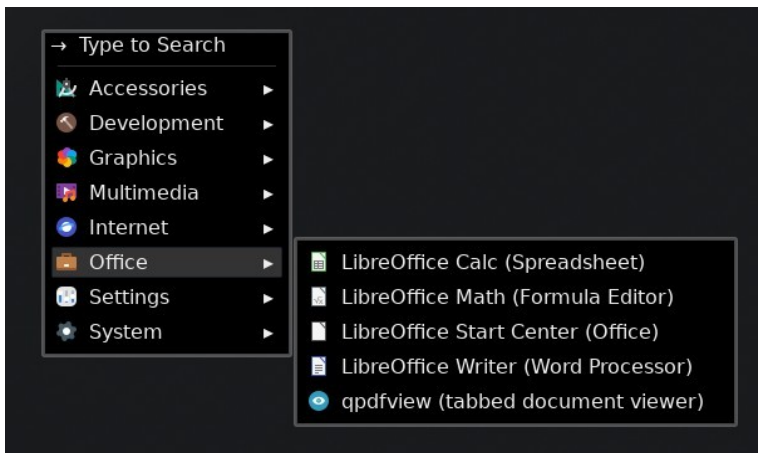 → Type to Search
Accessories ▸
Development ▸
Graphics ▸
Multimedia ▸
Internet ▸
Office ▸
Settings ▸
System ▸
LibreOffice Calc (Spreadsheet)
LibreOffice Math (Formula Editor)
LibreOffice Start Center (Office)
LibreOffice Writer (Word Processor)
qpdfview (tabbed document viewer)